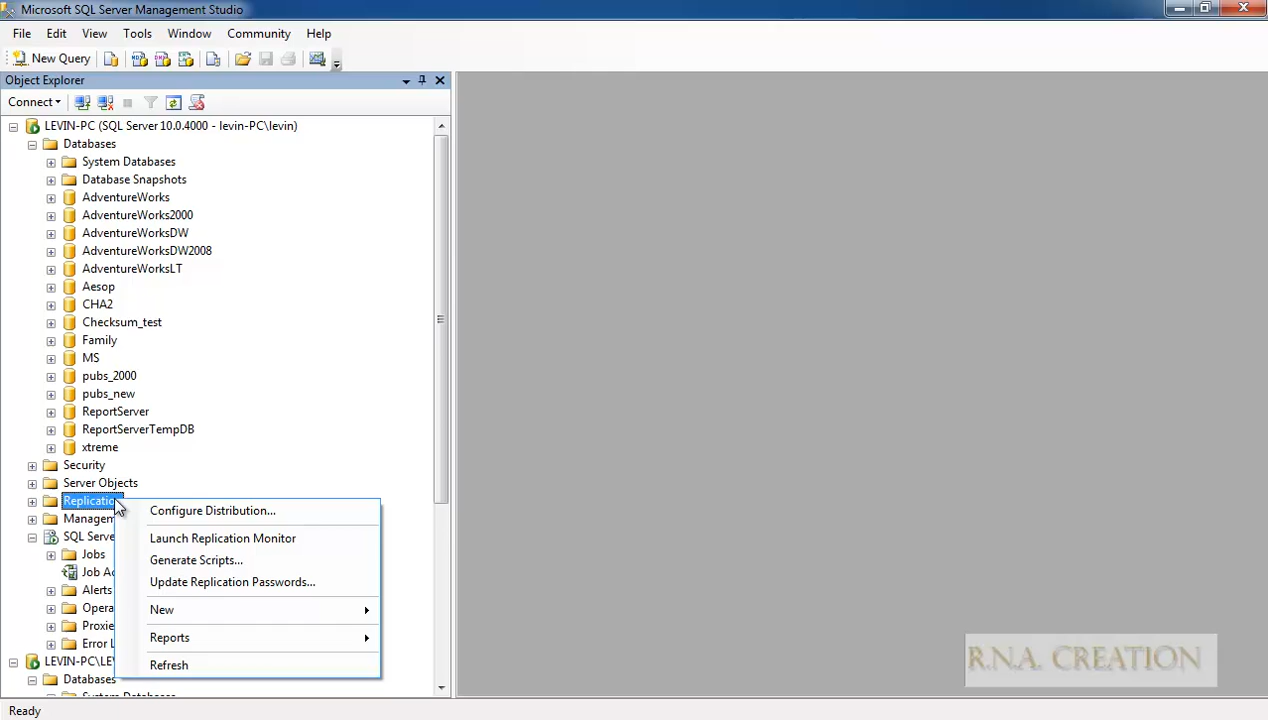 Microsoft SQL Server Management Studio
File Edit View Tools Window Community Help
New Query
Object Explorer
Connect
LEVIN-PC (SQL Server 10.0.4000 - levin-PC\levin)
Databases
System Databases
Database Snapshots
AdventureWorks
AdventureWorks2000
AdventureWorksDW
AdventureWorksDW2008
AdventureWorksLT
Aesop
CHA2
Checksum_test
Family
MS
pubs_2000
pubs_new
ReportServer
ReportServerTempDB
xtreme
Security
Server Objects
Replicatio
Managem
SQL Serve
Jobs
Job Ac
Alerts
Opera
Proxie
Error L
LEVIN-PC\LE
Databases
Configure Distribution...
Launch Replication Monitor
Generate Scripts...
Update Replication Passwords...
New
Reports
Refresh
R.N.A. CREATION
Ready